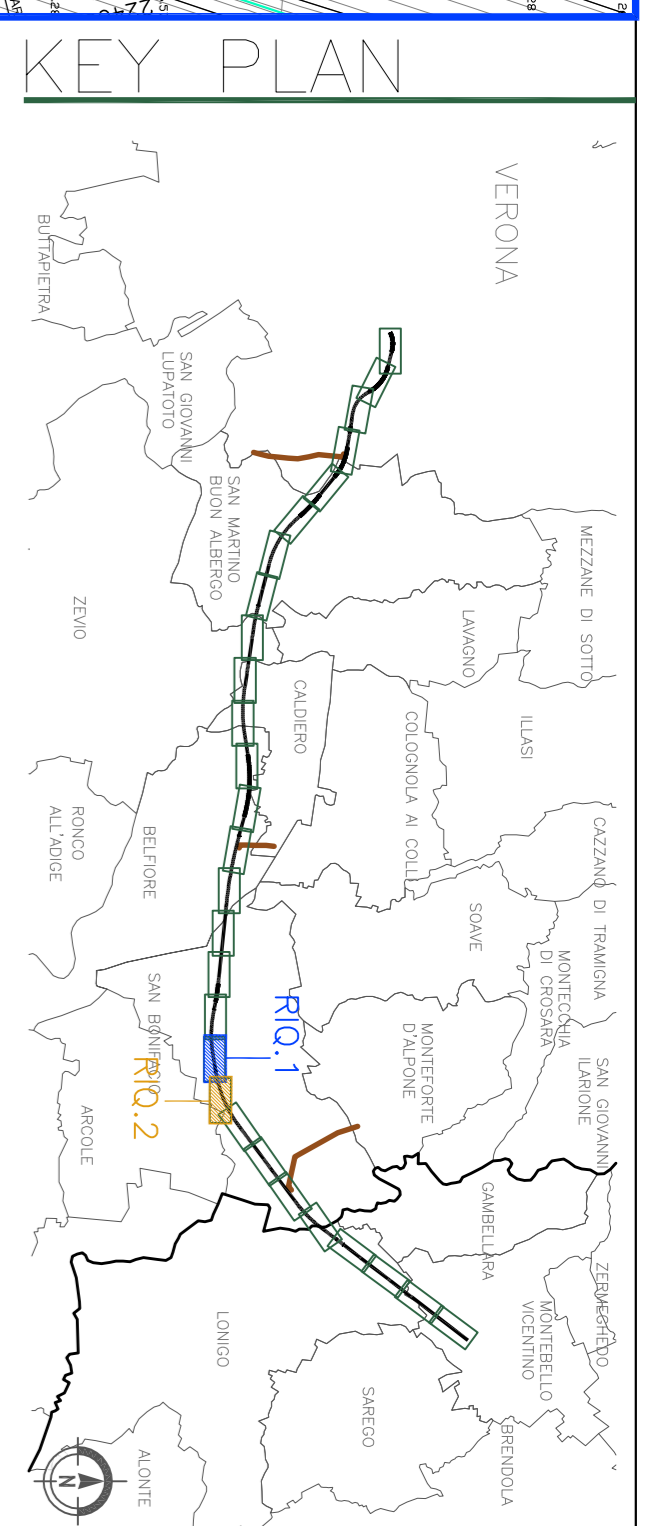 KEY PLAN
VERONA
BUTTAPIETRA
SAN GIOVANNI
LUPATOTO
SAN MARTINO
BUON ALBERGO
MEZZANE DI SOTTO
ZEVIO
LAVAGNO
CALDIERO
COLOGNOLA AI COLLI
ILLASI
RONCO
ALL'ADIGE
BELFIORE
CAZZANO DI TRAMIGNA
SOAVE
MONTECCHIA
DI CROSARA
SAN BONIFACIO
RIQ.1
MONTEFORTE
D'ALPONE
SAN GIOVANNI
ILARIONE
RIQ.2
ARCOLE
GAMBELLARA
ZERMEGHEDO
LONIGO
MONTEBELLO
VICENTINO
SAREGO
BRENDOLA
ALONTE
N